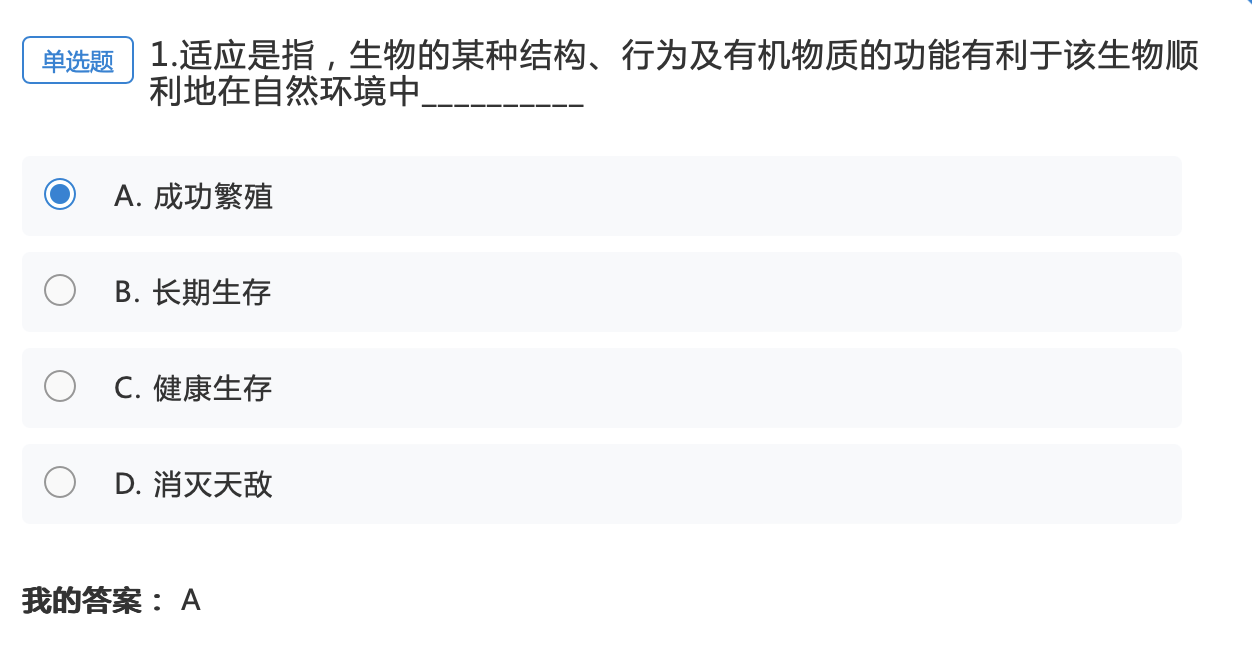 单选题
1.适应是指，生物的某种结构、行为及有机物质的功能有利于该生物顺
利地在自然环境中__________
A. 成功繁殖
B. 长期生存
C. 健康生存
D. 消灭天敌
我的答案： A